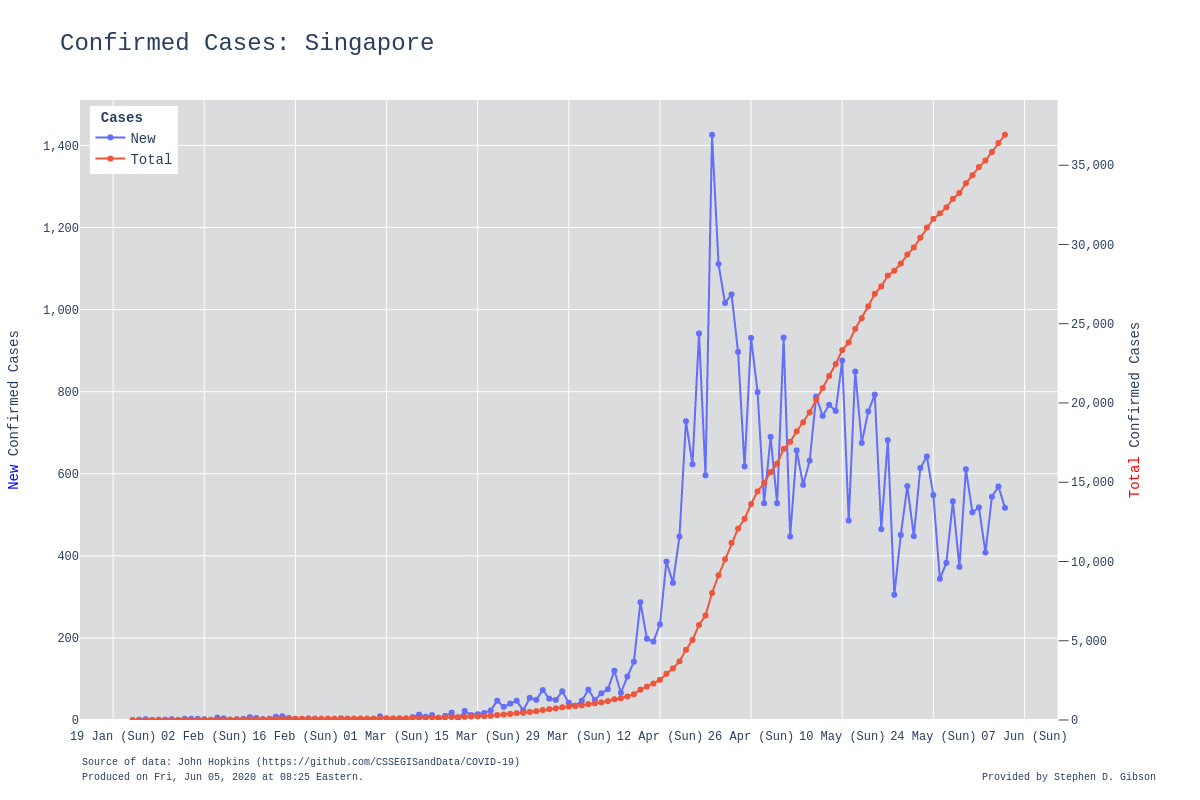 Confirmed Cases: Singapore
Cases
New
Total
1,400
1,200
1,000
800
600
400
200
0
35,000
30,000
25,000
20,000
15,000
10,000
5,000
0
New Confirmed Cases
Total Confirmed Cases
19 Jan (Sun) 02 Feb (Sun) 16 Feb (Sun) 01 Mar (Sun) 15 Mar (Sun) 29 Mar (Sun) 12 Apr (Sun) 26 Apr (Sun) 10 May (Sun) 24 May (Sun) 07 Jun (Sun)
Source of data: John Hopkins (https://github.com/CSSEGISandData/COVID-19)
Produced on Fri, Jun 05, 2020 at 08:25 Eastern.
Provided by Stephen D. Gibson